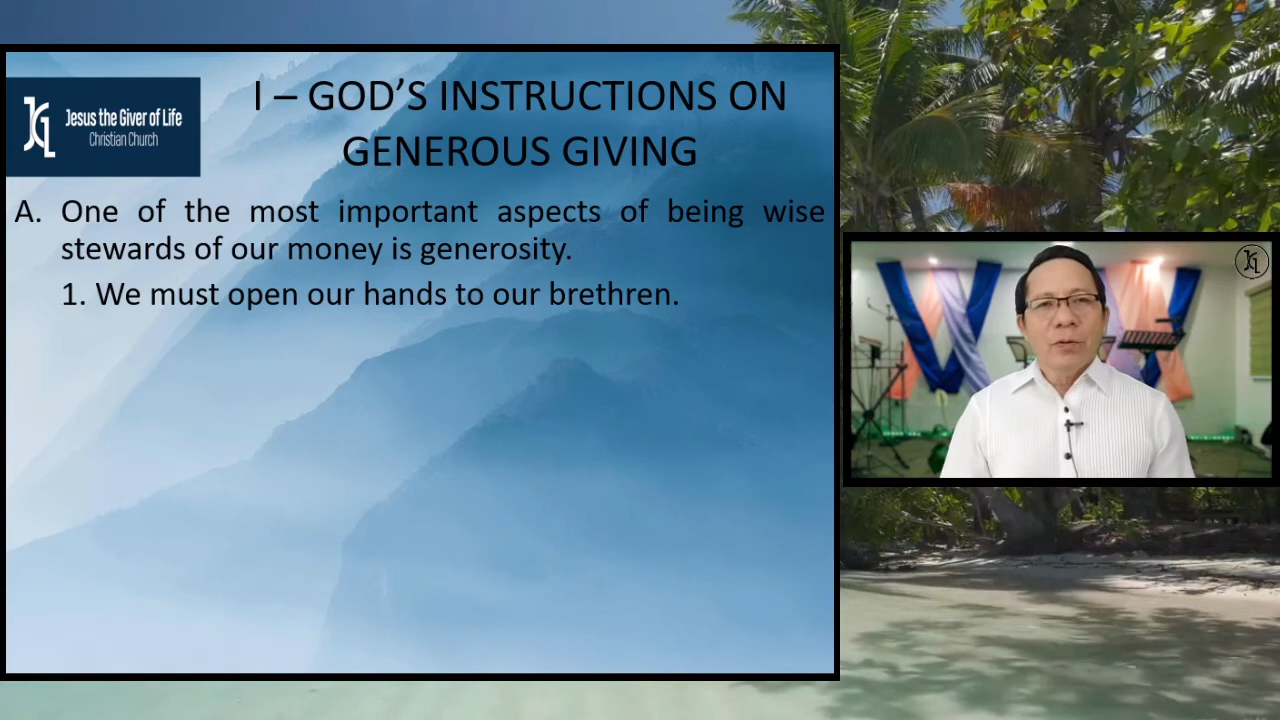 Jesus the Giver of Life
Christian Church
I – GOD’S INSTRUCTIONS ON
GENEROUS GIVING
A. One of the most important aspects of being wise
stewards of our money is generosity.
1. We must open our hands to our brethren.